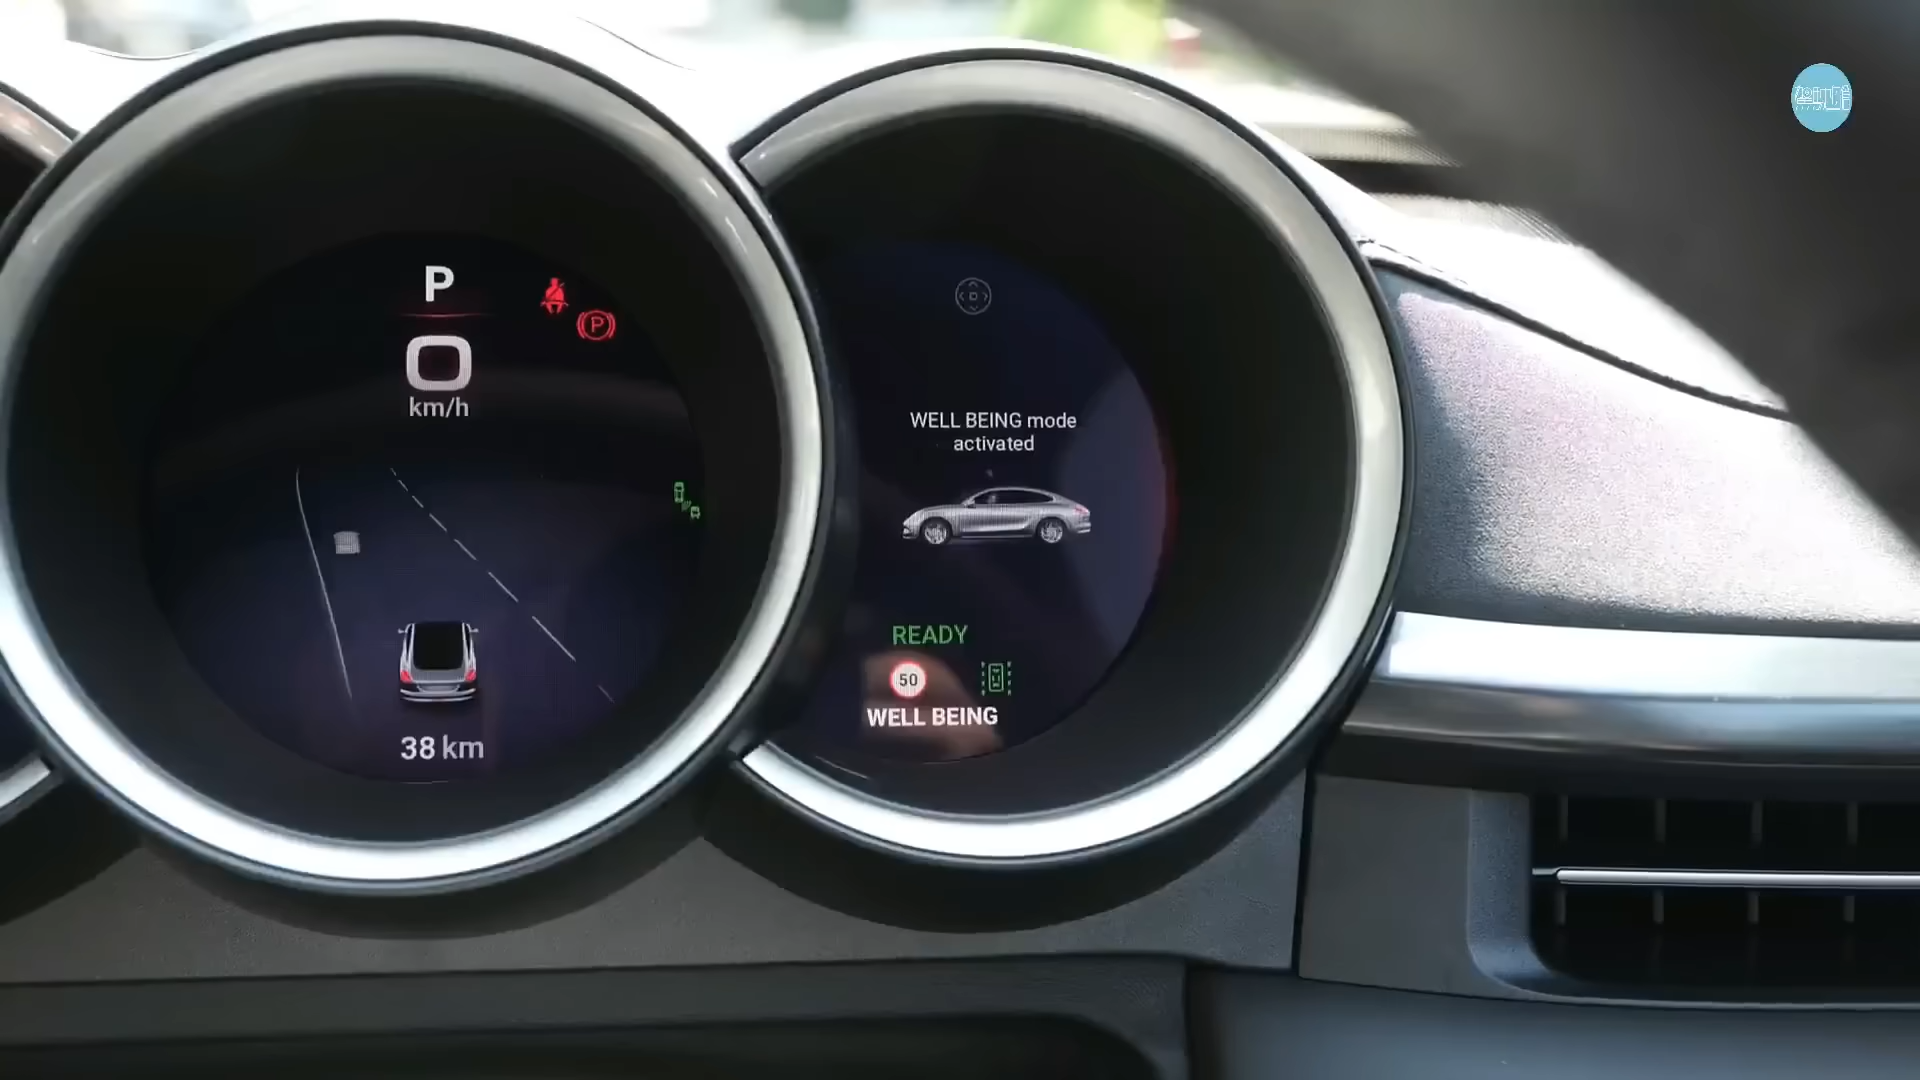 P
0
km/h
38 km
WELL BEING mode
activated
READY
50
WELL BEING